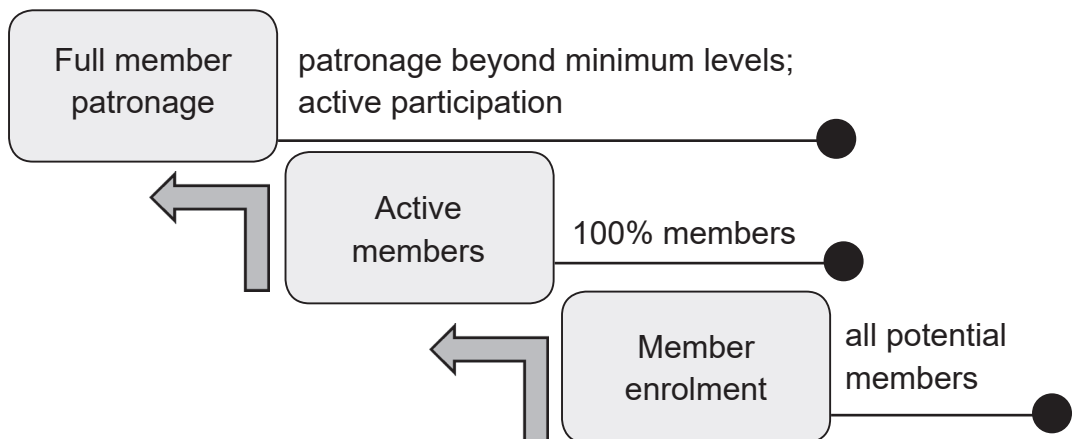 Full member
patronage
patronage beyond minimum levels;
active participation
Active
members
100% members
Member
enrolment
all potential
members